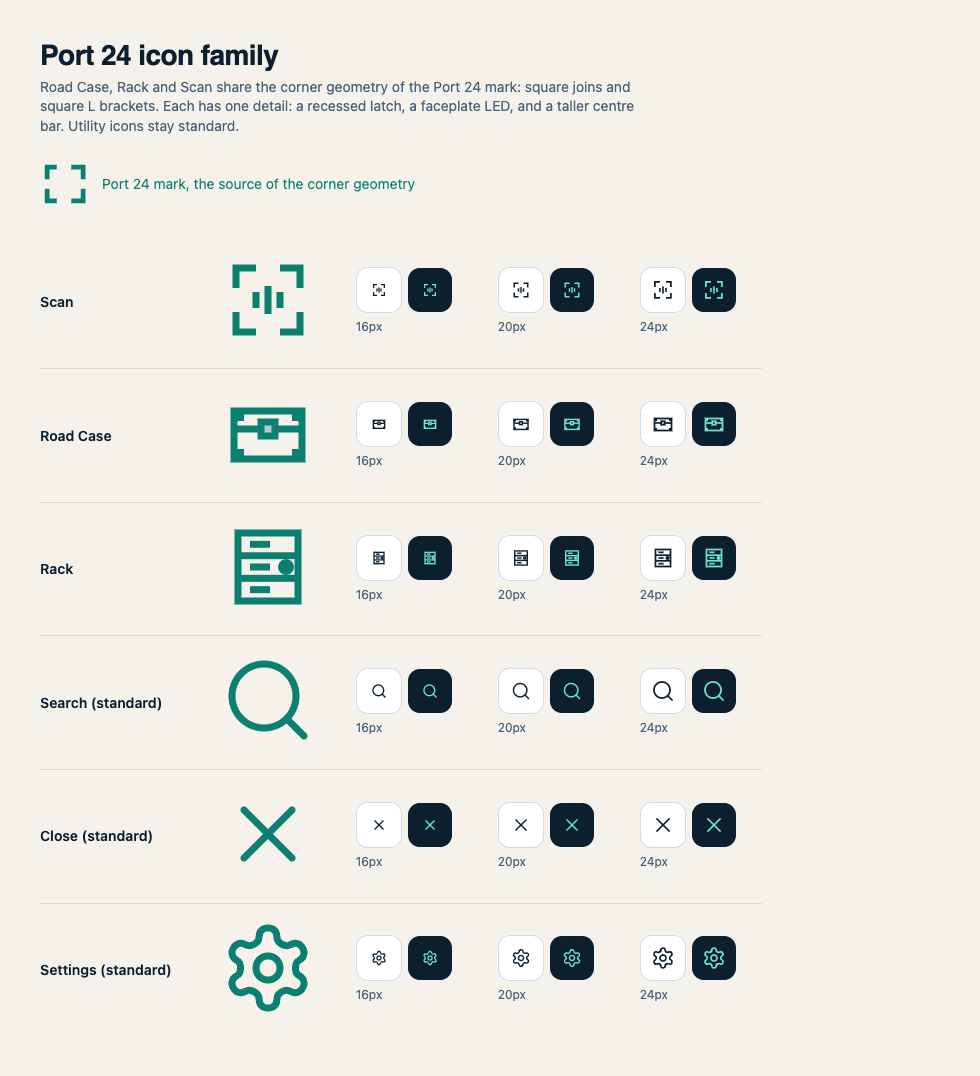 Port 24 icon family
Road Case, Rack and Scan share the corner geometry of the Port 24 mark: square joins and
square L brackets. Each has one detail: a recessed latch, a faceplate LED, and a taller centre
bar. Utility icons stay standard.
Port 24 mark, the source of the corner geometry
Scan
16px
20px
24px
Road Case
16px
20px
24px
Rack
16px
20px
24px
Search (standard)
16px
20px
24px
Close (standard)
16px
20px
24px
Settings (standard)
16px
20px
24px